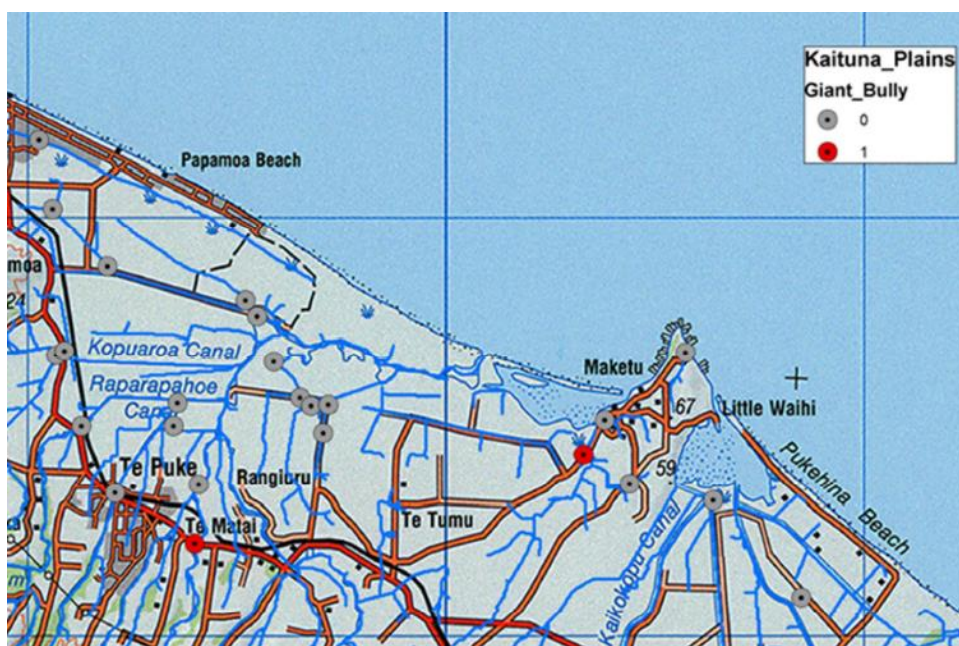 Kaituna_Plains
Giant_Bully
0
1
Papamoa Beach
moa
24
Kopuaroa Canal
Raparapahoe
Canal
Maketu
67
Little Waihi
Te Puke
Rangiuru
59
Pukehina
Beach
Te Matai
Te Tumu
Kaikokopu Canal
m